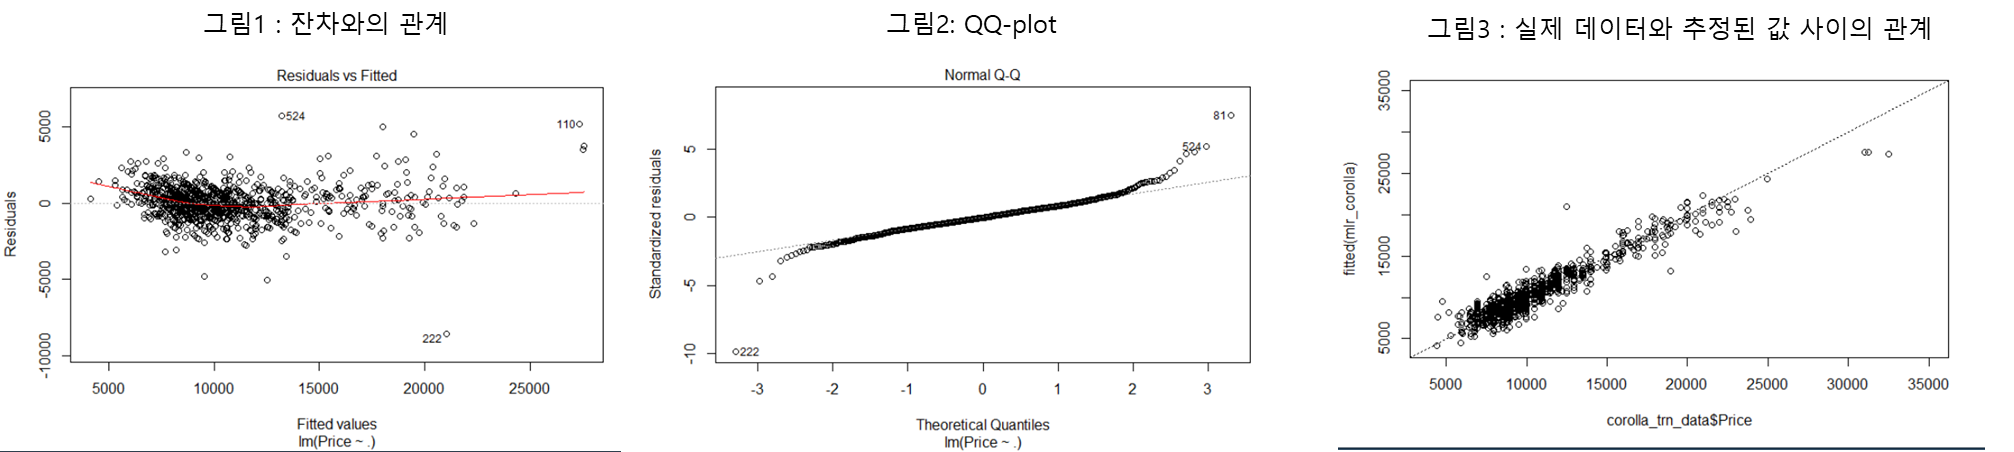 그림1 : 잔차와의 관계
Residuals vs Fitted
5000
0
-5000
-10000
Residuals
524
110
222
5000 10000 15000 20000 25000
Fitted values
lm(Price ~ .)
그림2: QQ-plot
Normal Q-Q
5
0
-5
-10
Standardized residuals
81
524
222
-3 -2 -1 0 1 2 3
Theoretical Quantiles
lm(Price ~ .)
그림3 : 실제 데이터와 추정된 값 사이의 관계
35000
25000
15000
5000
fitted(mlr_corolla)
5000 10000 15000 20000 25000 30000 35000
corolla_trn_data$Price